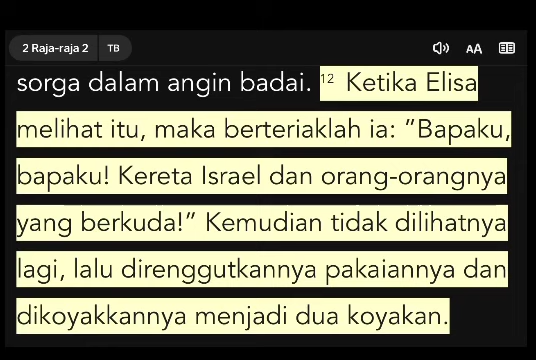 2 Raja-raja 2 TB AA
sorga dalam angin badai. 12 Ketika Elisa
melihat itu, maka berteriaklah ia: "Bapaku,
bapaku! Kereta Israel dan orang-orangnya
yang berkuda!" Kemudian tidak dilihatnya
lagi, lalu direnggutkannya pakaiannya dan
dikoyakkannya menjadi dua koyakan.